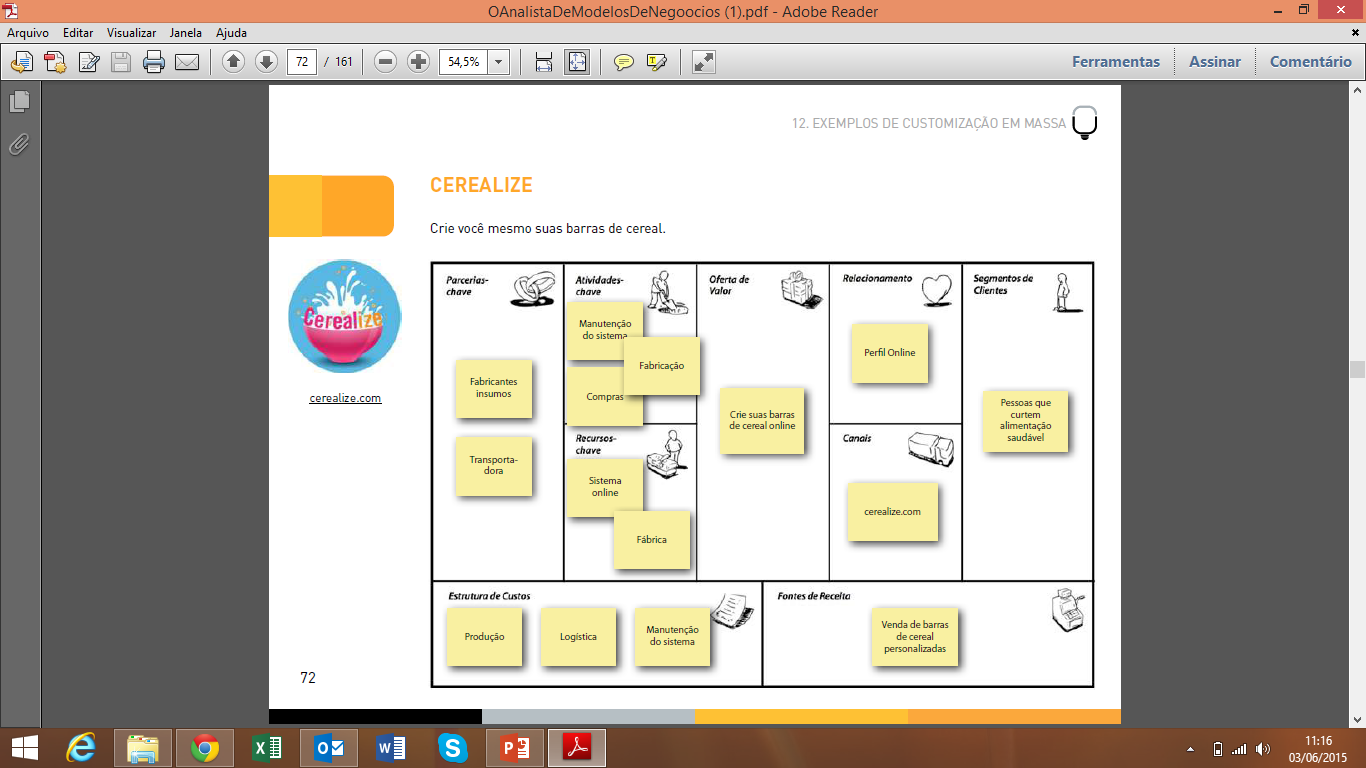 OAnalistaDeModelosDeNegoocios (1).pdf - Adobe Reader
Arquivo Editar Visualizar Janela Ajuda
72 / 161 54,5% Ferramentas Assinar Comentário
12. EXEMPLOS DE CUSTOMIZAÇÃO EM MASSA
CEREALIZE
Crie você mesmo suas barras de cereal.
Cerealize
cerealize.com
Parcerias-
chave
Fabricantes
insumos
Transporta-
dora
Atividades-
chave
Manutenção
do sistema
Fabricação
Compras
Recursos-
chave
Sistema
online
Fábrica
Oferta de
Valor
Crie suas barras
de cereal online
Relacionamento
Perfil Online
Canais
cerealize.com
Segmentos de
Clientes
Pessoas que
curtem
alimentação
saudável
Estrutura de Custos
Produção
Logística
Manutenção
do sistema
Fontes de Receita
Venda de barras
de cereal
personalizadas
72
11:16
03/06/2015